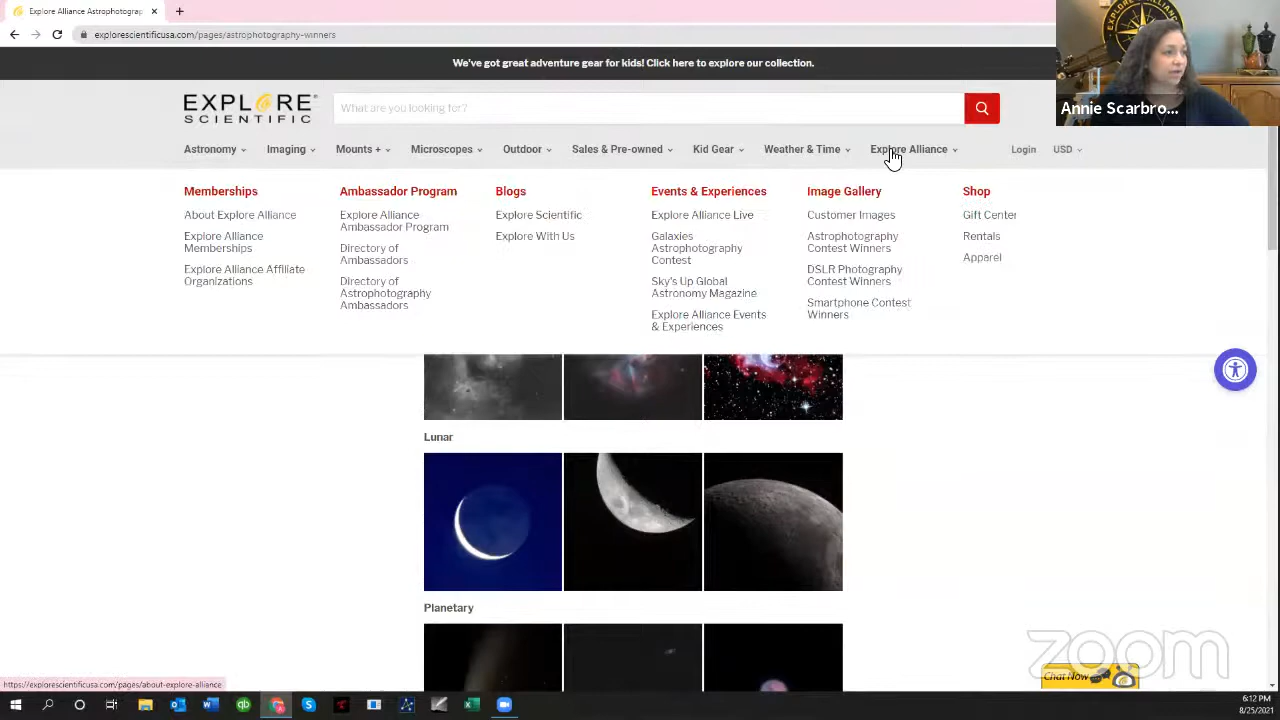 Explore Alliance Astrophotograp
explorescientificusa.com/pages/astrophotography-winners
We've got great adventure gear for kids! Click here to explore our collection.
EXPLORE
SCIENTIFIC
What are you looking for?
Astronomy Imaging Mounts + Microscopes Outdoor Sales & Pre-owned Kid Gear Weather & Time Explore Alliance Login USD
Memberships
About Explore Alliance
Explore Alliance
Memberships
Explore Alliance Affiliate
Organizations
Ambassador Program
Explore Alliance
Ambassador Program
Directory of
Ambassadors
Directory of
Astrophotography
Ambassadors
Blogs
Explore Scientific
Explore With Us
Events & Experiences
Explore Alliance Live
Galaxies
Astrophotography
Contest
Sky's Up Global
Astronomy Magazine
Explore Alliance Events
& Experiences
Image Gallery
Customer Images
Astrophotography
Contest Winners
DSLR Photography
Contest Winners
Smartphone Contest
Winners
Shop
Gift Center
Rentals
Apparel
Lunar
Planetary
https://explorescientificusa.com/pages/about-explore-alliance
Annie Scarbro...
EXPLORE ALLIANCE
zoom
Chat Now
6:12 PM
8/25/2021